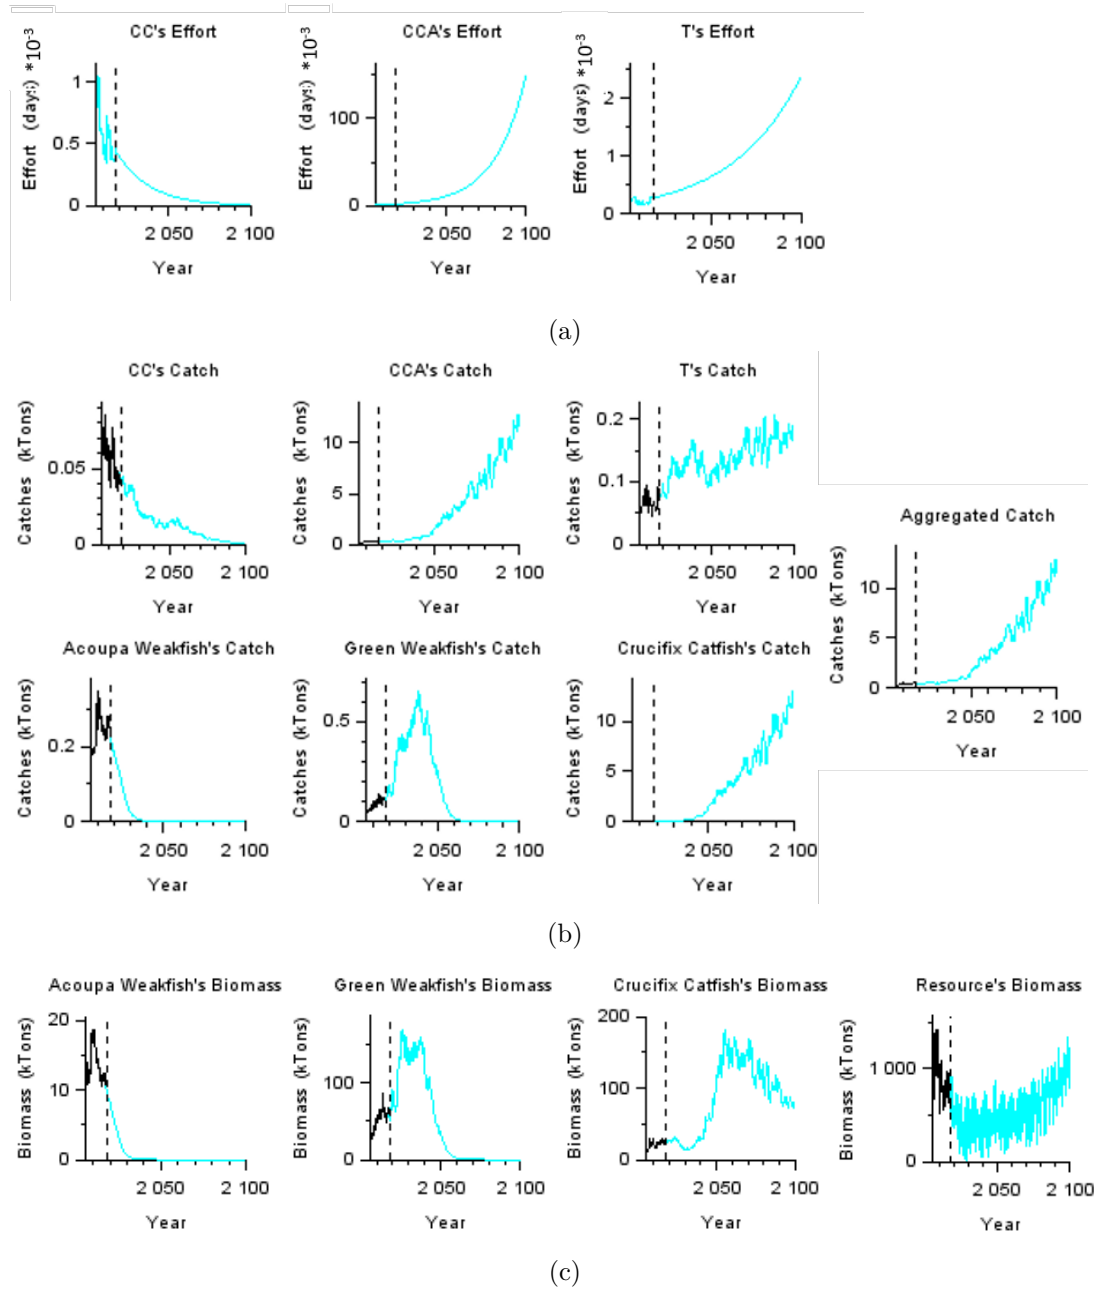 CC's Effort
Effort (days) *10⁻³
1
0.5
0
2 050 2 100
Year
CCA's Effort
Effort (days) *10⁻³
100
0
2 050 2 100
Year
T's Effort
Effort (days) *10⁻³
2
1
0
2 050 2 100
Year
(a)
CC's Catch
Catches (kTons)
0.05
0
2 050 2 100
Year
CCA's Catch
Catches (kTons)
10
5
0
2 050 2 100
Year
T's Catch
Catches (kTons)
0.2
0.1
0
2 050 2 100
Year
Aggregated Catch
Catches (kTons)
10
5
0
2 050 2 100
Year
Acoupa Weakfish's Catch
Catches (kTons)
0.2
0
2 050 2 100
Year
Green Weakfish's Catch
Catches (kTons)
0.5
0
2 050 2 100
Year
Crucifix Catfish's Catch
Catches (kTons)
10
5
0
2 050 2 100
Year
(b)
Acoupa Weakfish's Biomass
Biomass (kTons)
20
10
0
2 050 2 100
Year
Green Weakfish's Biomass
Biomass (kTons)
100
0
2 050 2 100
Year
Crucifix Catfish's Biomass
Biomass (kTons)
200
100
0
2 050 2 100
Year
Resource's Biomass
Biomass (kTons)
1 000
0
2 050 2 100
Year
(c)